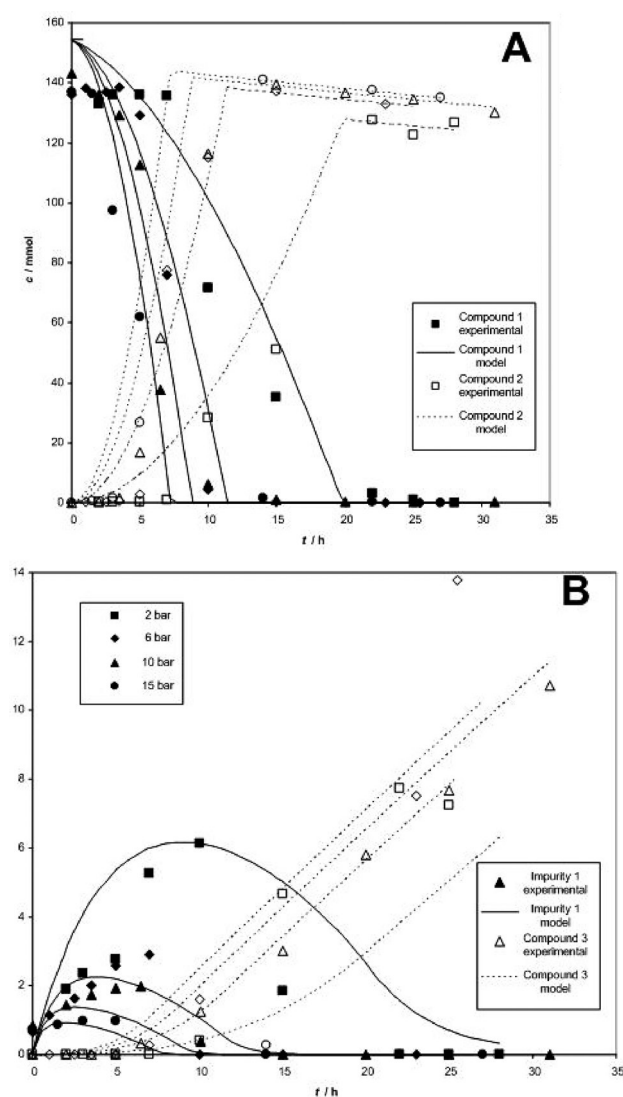 A
160
140
120
100
80
60
40
20
0
c / mmol
Compound 1
experimental
Compound 1
model
Compound 2
experimental
Compound 2
model
0 5 10 15 20 25 30 35
t / h
B
14
12
10
8
6
4
2
0
2 bar
6 bar
10 bar
15 bar
Impurity 1
experimental
Impurity 1
model
Compound 3
experimental
Compound 3
model
0 5 10 15 20 25 30 35
t / h